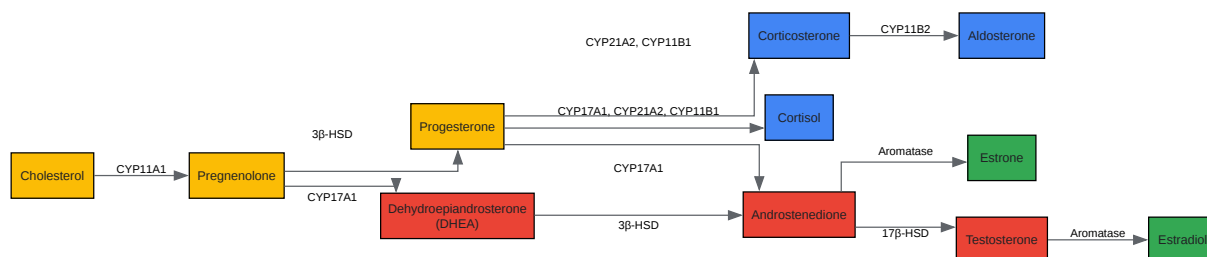 CYP21A2, CYP11B1
Corticosterone
CYP11B2
Aldosterone
CYP17A1, CYP21A2, CYP11B1
Cortisol
3β-HSD
Progesterone
Cholesterol
CYP11A1
Pregnenolone
CYP17A1
CYP17A1
Dehydroepiandrosterone
(DHEA)
3β-HSD
Androstenedione
Aromatase
Estrone
17β-HSD
Testosterone
Aromatase
Estradiol